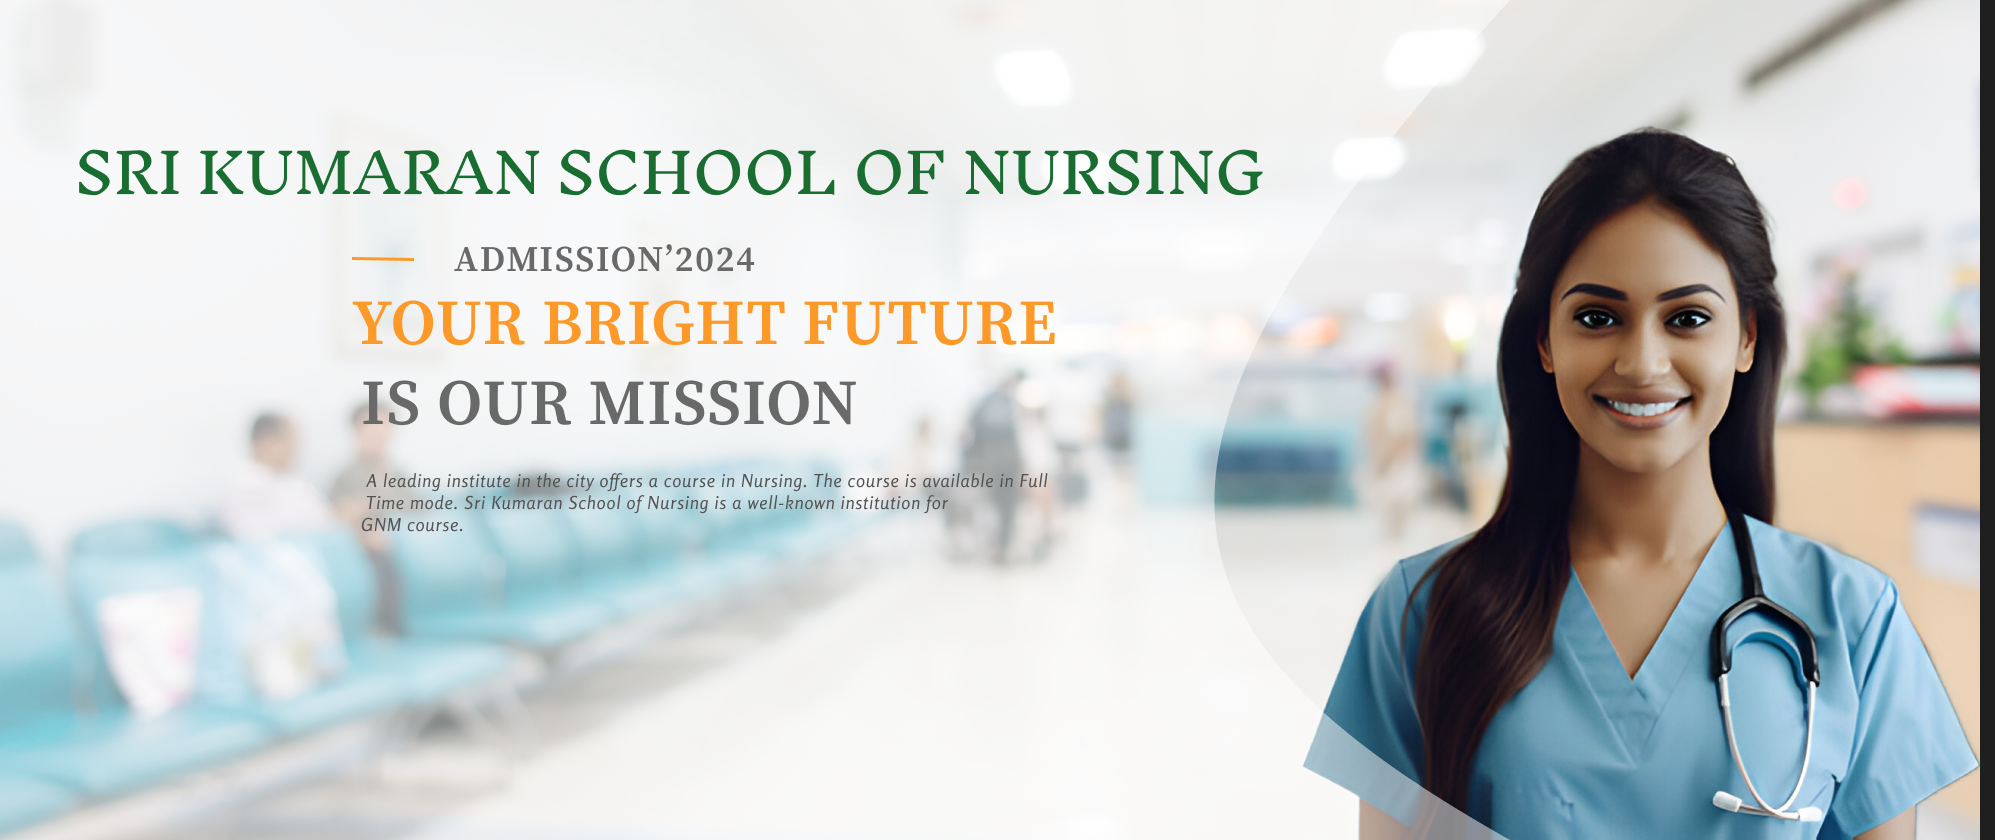 SRI KUMARAN SCHOOL OF NURSING
ADMISSION’2024
YOUR BRIGHT FUTURE
IS OUR MISSION
A leading institute in the city offers a course in Nursing. The course is available in Full
Time mode. Sri Kumaran School of Nursing is a well-known institution for
GNM course.